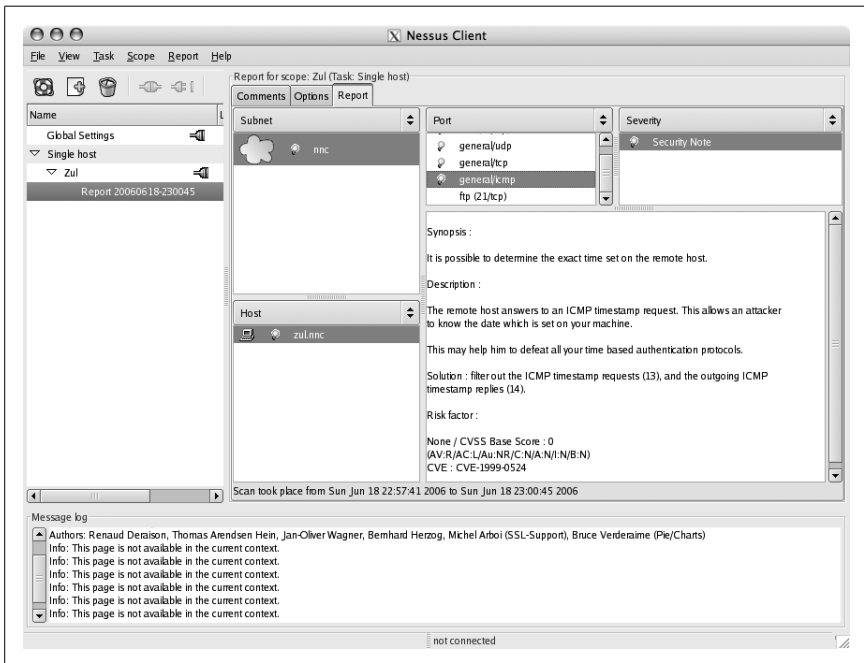 Nessus Client
File View Task Scope Report Help
Name
L
Global Settings
Single host
Zul
Report 20060618-230045
Report for scope: Zul (Task: Single host)
Comments Options Report
Subnet
nnc
Host
zul.nnc
Port
general/udp
general/tcp
general/icmp
ftp (21/tcp)
Severity
Security Note
Synopsis :
It is possible to determine the exact time set on the remote host.
Description :
The remote host answers to an ICMP timestamp request. This allows an attacker
to know the date which is set on your machine.
This may help him to defeat all your time based authentication protocols.
Solution : filter out the ICMP timestamp requests (13), and the outgoing ICMP
timestamp replies (14).
Risk factor :
None / CVSS Base Score : 0
(AV:R/AC:L/Au:NR/C:N/A:N/I:N/B:N)
CVE : CVE-1999-0524
Scan took place from Sun Jun 18 22:57:41 2006 to Sun Jun 18 23:00:45 2006
Message log
Authors: Renaud Deraison, Thomas Arendsen Hein, Jan-Oliver Wagner, Bernhard Herzog, Michel Arboi (SSL-Support), Bruce Verderaime (Pie/Charts)
Info: This page is not available in the current context.
Info: This page is not available in the current context.
Info: This page is not available in the current context.
Info: This page is not available in the current context.
Info: This page is not available in the current context.
Info: This page is not available in the current context.
not connected